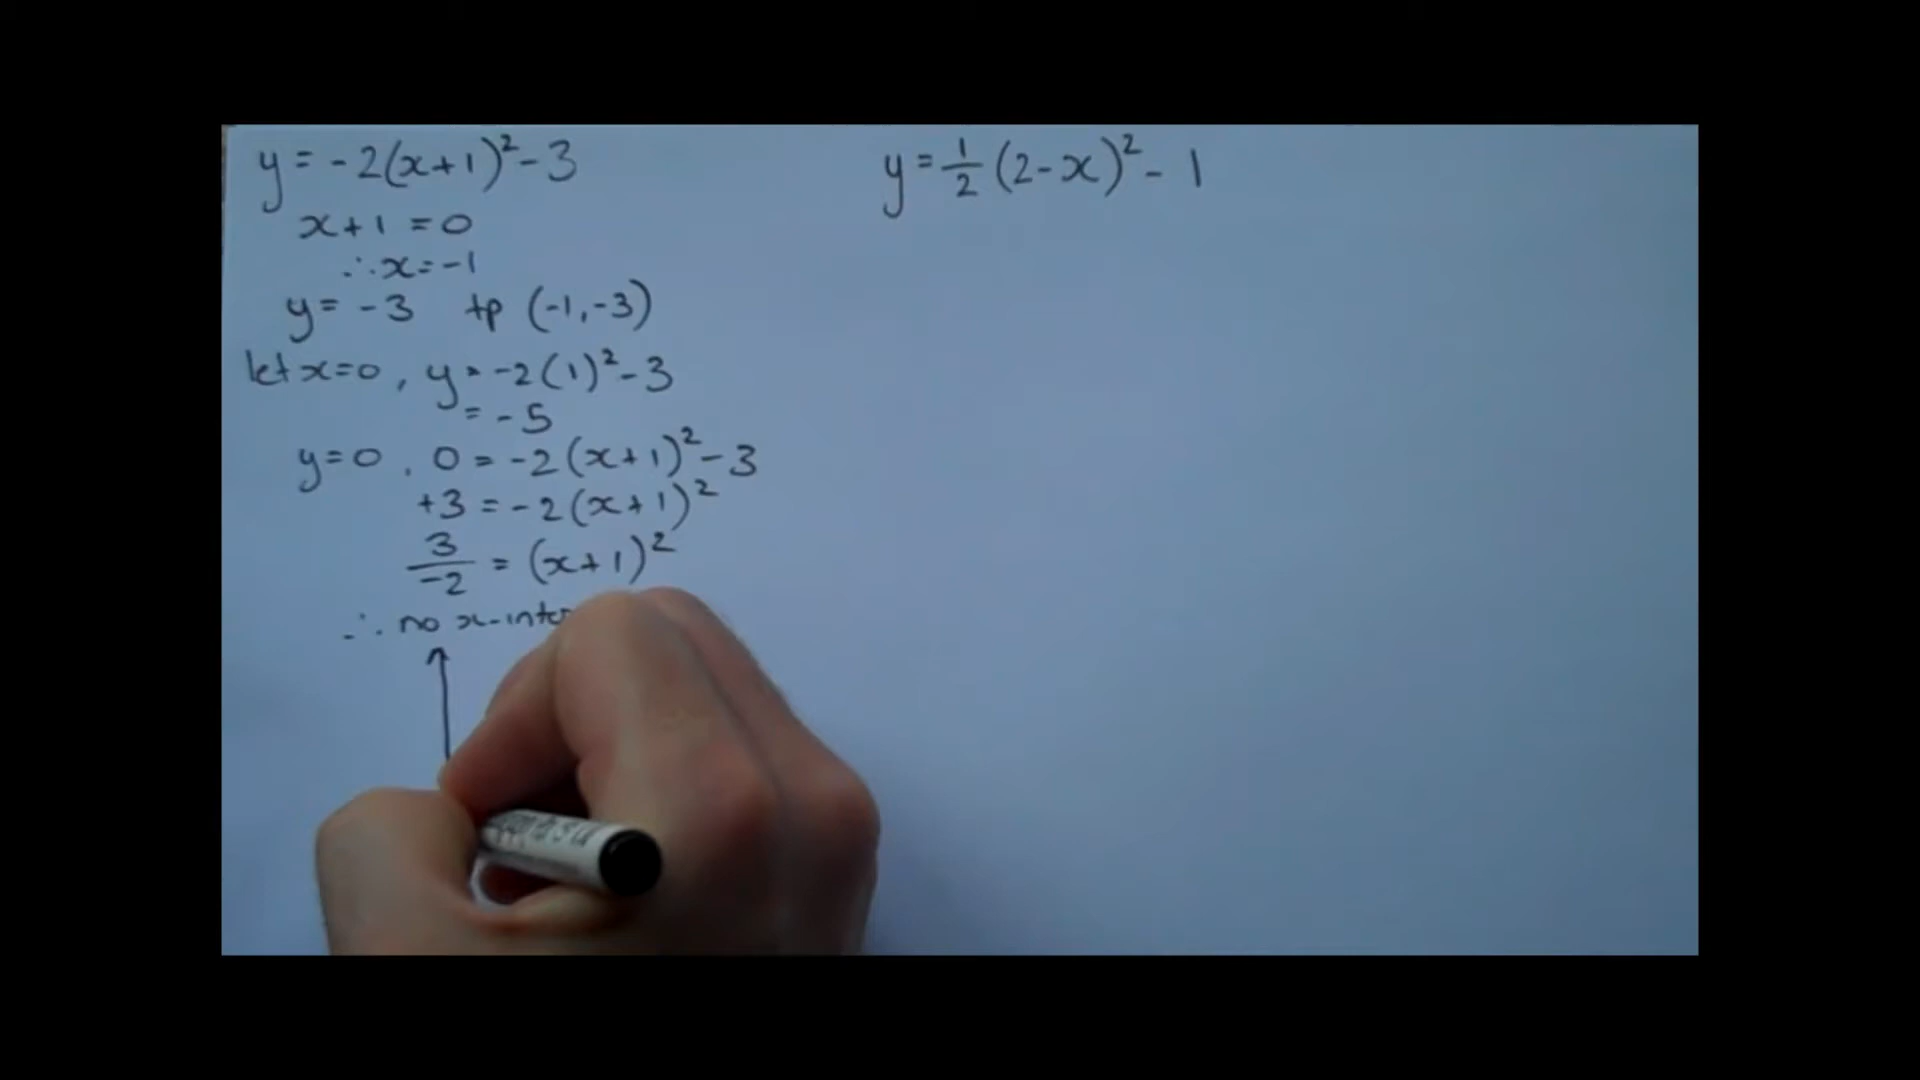 y = -2(x+1)² - 3
x+1 = 0
∴ x = -1
y = -3 tp (-1,-3)
let x=0, y = -2(1)² - 3
= -5
y=0, 0 = -2(x+1)² - 3
+3 = -2(x+1)²
3/-2 = (x+1)²
∴ no x-inte
y = 1/2 (2-x)² - 1